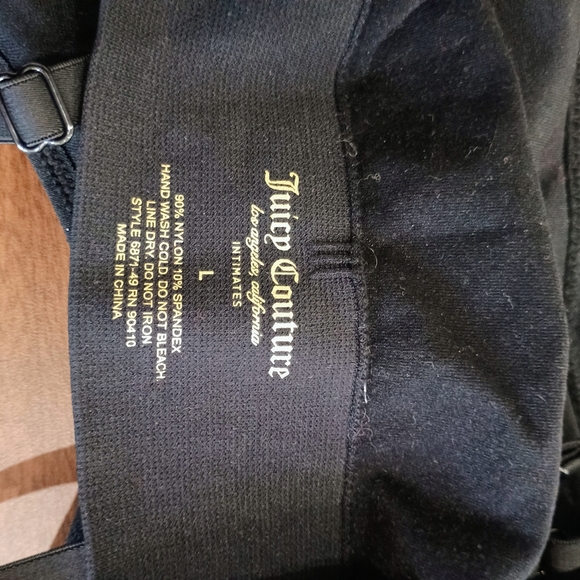 Juicy Couture
los angeles, california
INTIMATES
L
90% NYLON 10% SPANDEX
HAND WASH COLD. DO NOT BLEACH.
LINE DRY. DO NOT IRON
STYLE 6871-49 RN 90410
MADE IN CHINA